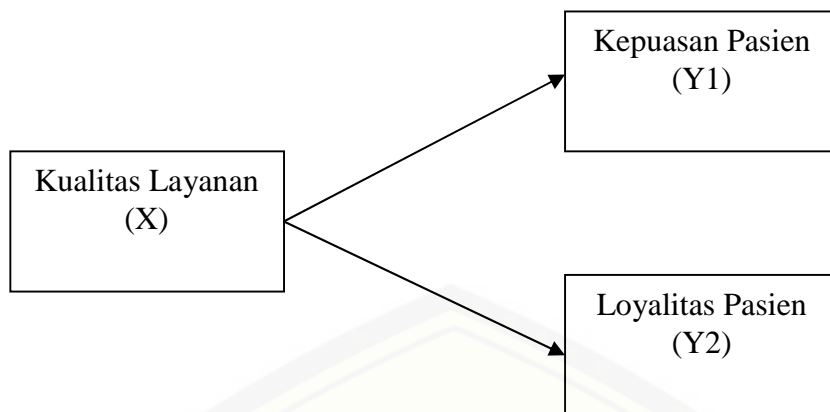 Kepuasan Pasien
(Y1)
Kualitas Layanan
(X)
Loyalitas Pasien
(Y2)